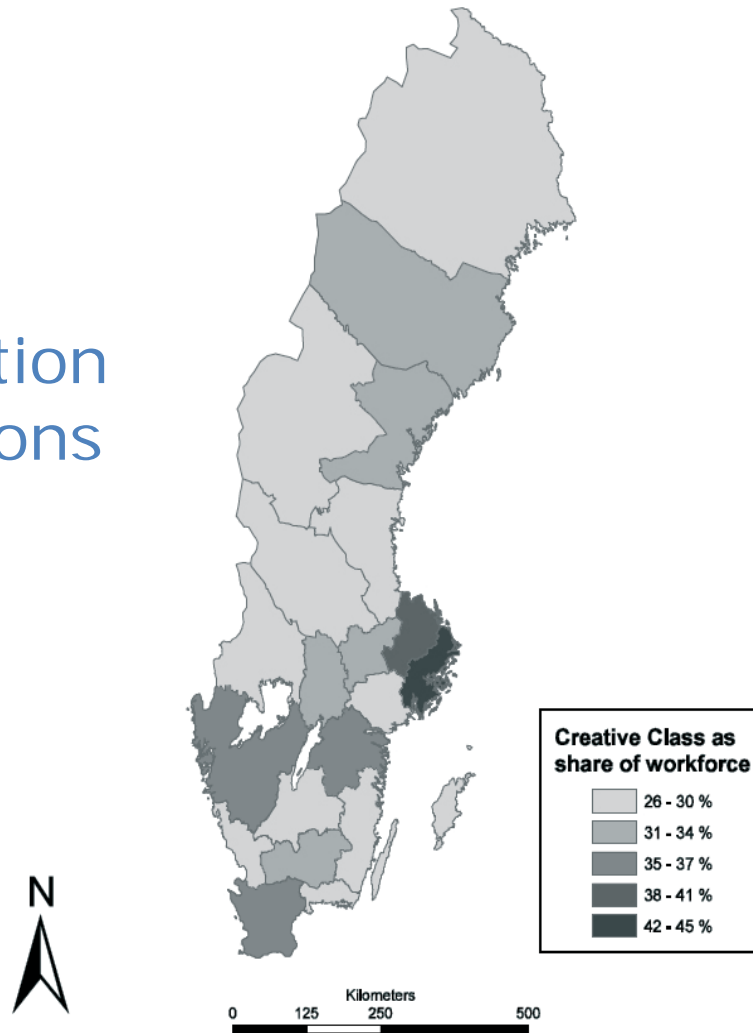 tion
ons
Creative Class as
share of workforce
26 - 30 %
31 - 34 %
35 - 37 %
38 - 41 %
42 - 45 %
N
Kilometers
0 125 250 500